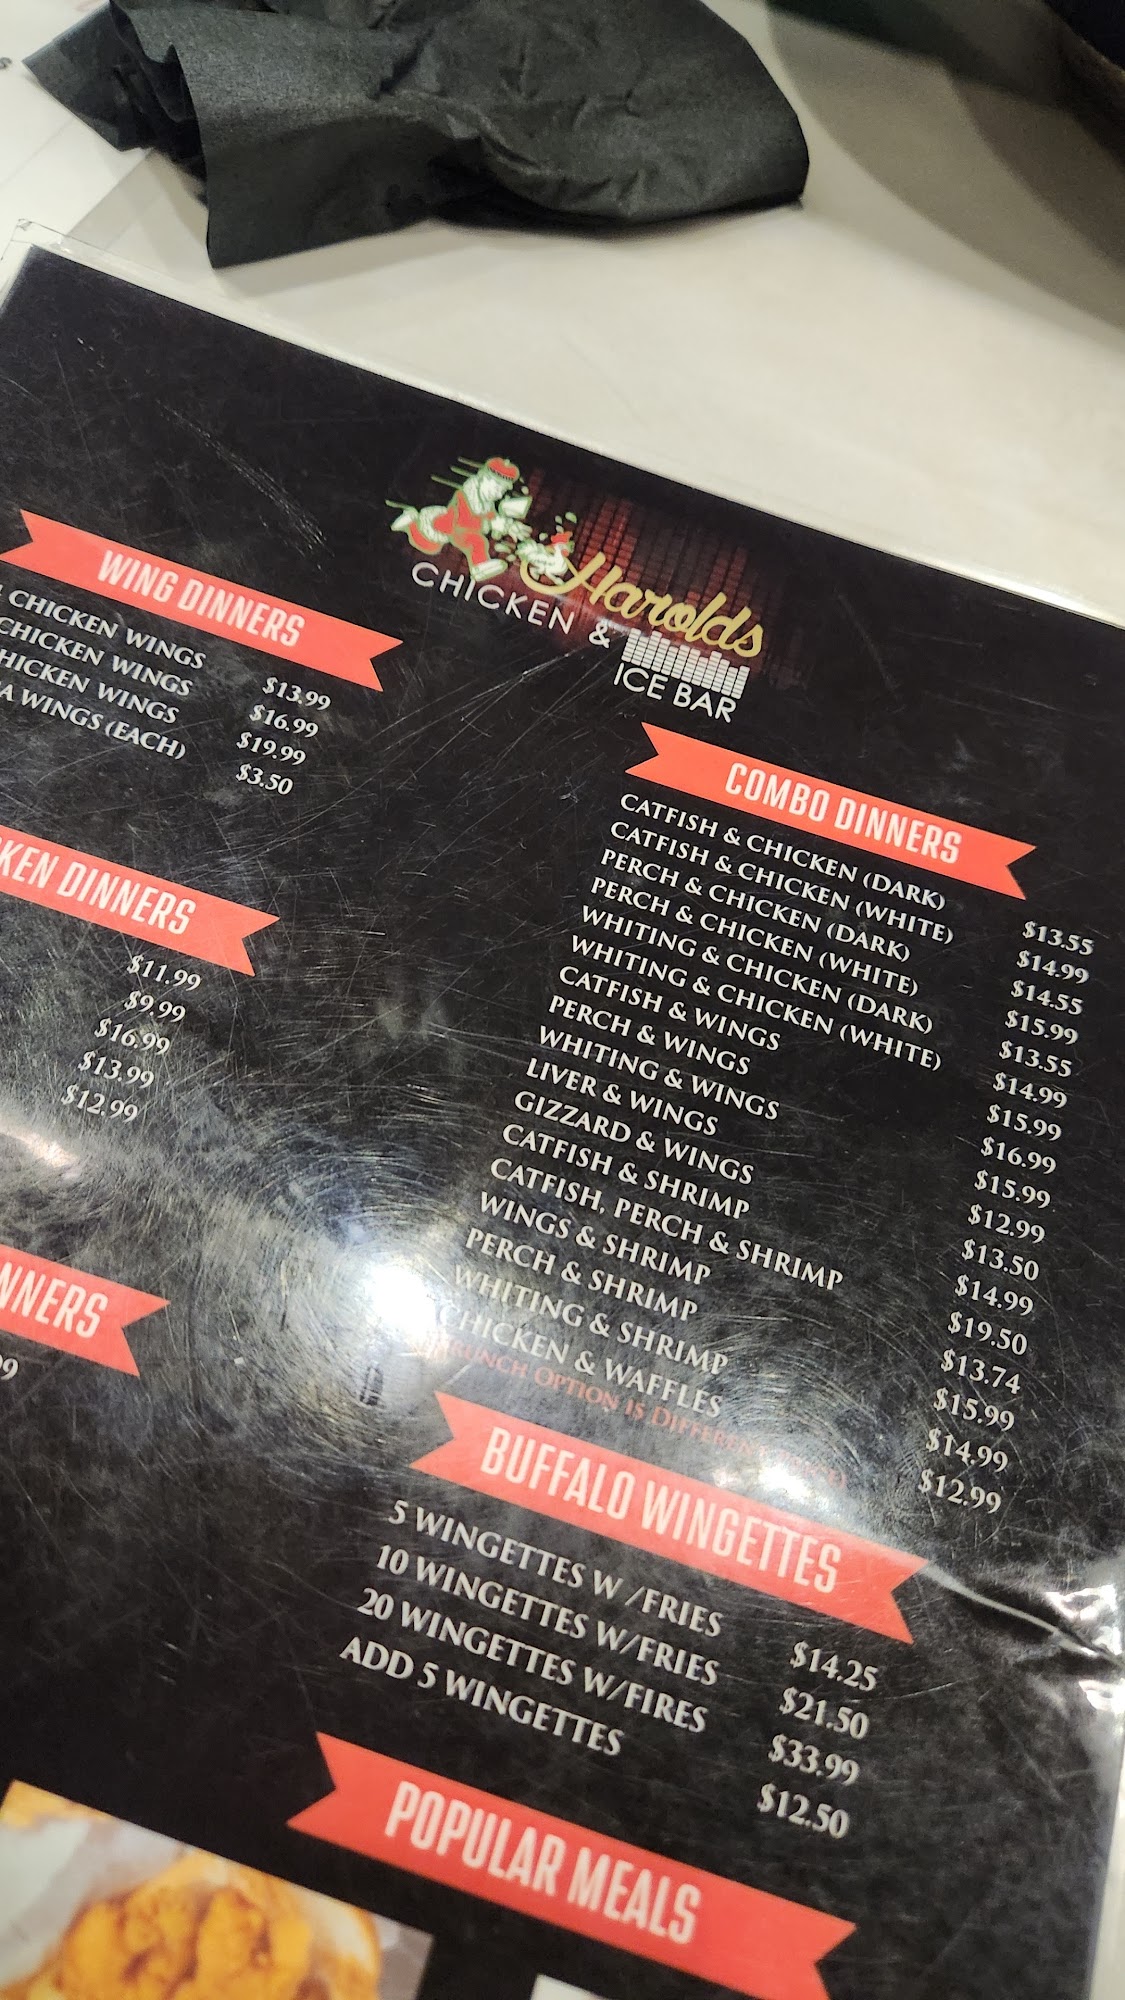 Harolds
CHICKEN &
ICE BAR
WING DINNERS
CHICKEN WINGS $13.99
CHICKEN WINGS $16.99
CHICKEN WINGS $19.99
WINGS (EACH) $3.50
DINNERS
$11.99
$9.99
$16.99
$13.99
$12.99
COMBO DINNERS
CATFISH & CHICKEN (DARK) $13.55
CATFISH & CHICKEN (WHITE) $14.99
PERCH & CHICKEN (DARK) $14.55
PERCH & CHICKEN (WHITE) $15.99
WHITING & CHICKEN (DARK) $13.55
WHITING & CHICKEN (WHITE) $14.99
CATFISH & WINGS $15.99
PERCH & WINGS $16.99
WHITING & WINGS $15.99
LIVER & WINGS $12.99
GIZZARD & WINGS $13.50
CATFISH & SHRIMP $14.99
CATFISH, PERCH & SHRIMP $19.50
WINGS & SHRIMP $13.74
PERCH & SHRIMP $15.99
WHITING & SHRIMP $14.99
CHICKEN & WAFFLES $12.99
BRUNCH OPTION IS DIFFERENT
BUFFALO WINGETTES
5 WINGETTES W /FRIES $14.25
10 WINGETTES W/FRIES $21.50
20 WINGETTES W/FIRES $33.99
ADD 5 WINGETTES $12.50
POPULAR MEALS